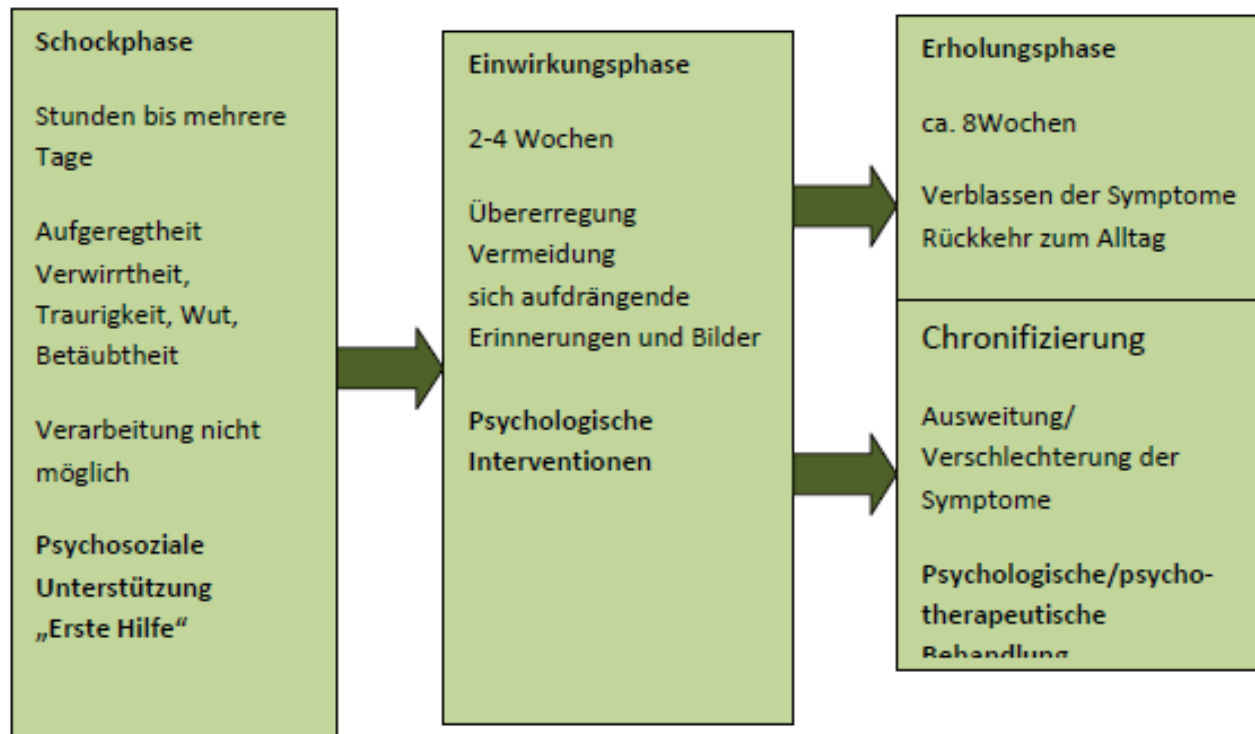 Schockphase
Stunden bis mehrere
Tage
Aufgeregtheit
Verwirrtheit,
Traurigkeit, Wut,
Betäubtheit
Verarbeitung nicht
möglich
Psychosoziale
Unterstützung
„Erste Hilfe“
Einwirkungsphase
2-4 Wochen
Übererregung
Vermeidung
sich aufdrängende
Erinnerungen und Bilder
Psychologische
Interventionen
Erholungsphase
ca. 8Wochen
Verblassen der Symptome
Rückkehr zum Alltag
Chronifizierung
Ausweitung/
Verschlechterung der
Symptome
Psychologische/psycho-
therapeutische
Behandlung